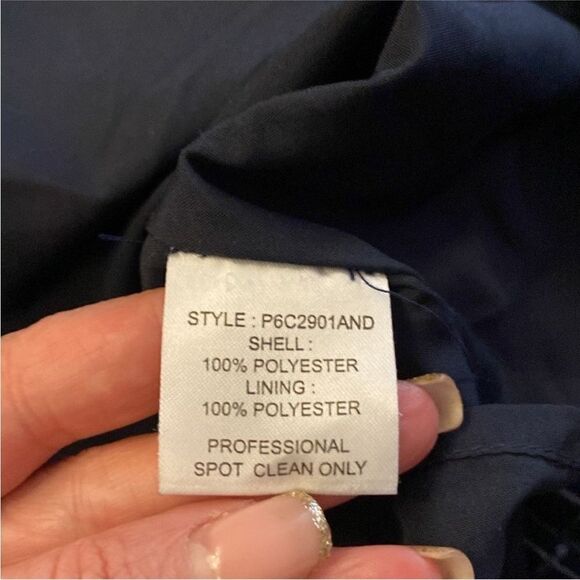 STYLE : P6C2901AND
SHELL :
100% POLYESTER
LINING :
100% POLYESTER
PROFESSIONAL
SPOT CLEAN ONLY